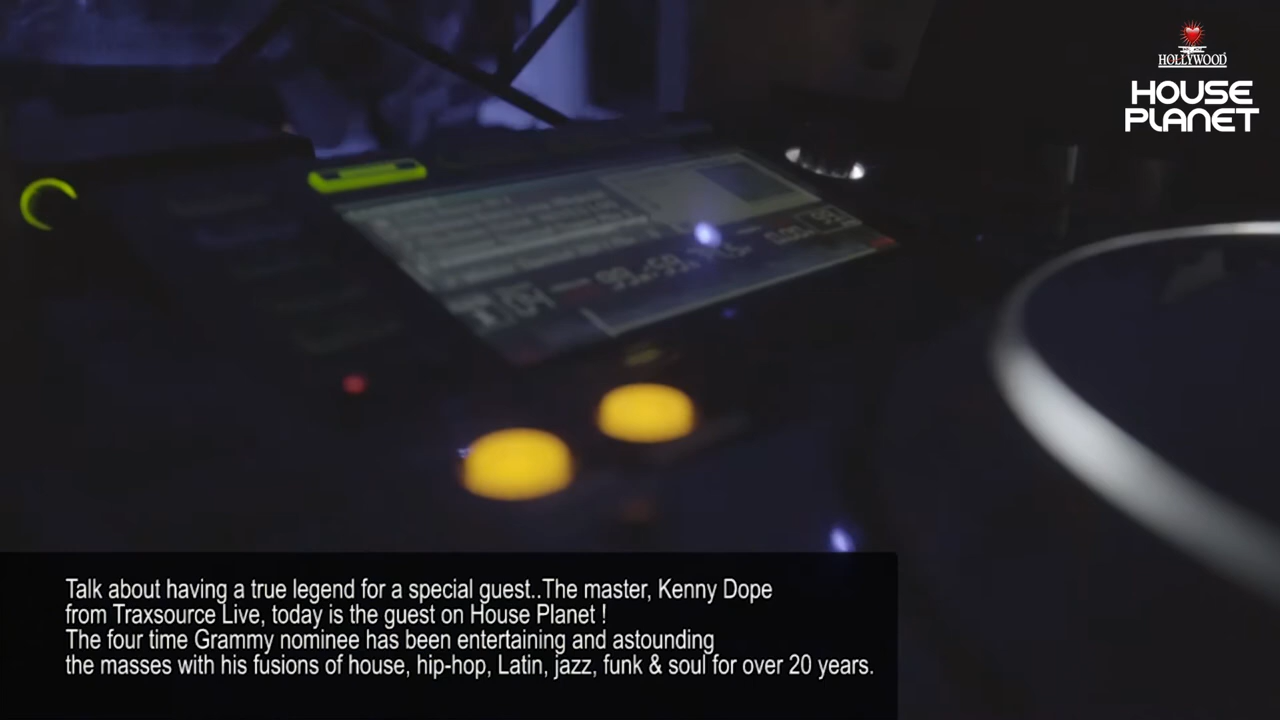 HOLLYWOOD
HOUSE
PLANET
Talk about having a true legend for a special guest..The master, Kenny Dope
from Traxsource Live, today is the guest on House Planet !
The four time Grammy nominee has been entertaining and astounding
the masses with his fusions of house, hip-hop, Latin, jazz, funk & soul for over 20 years.